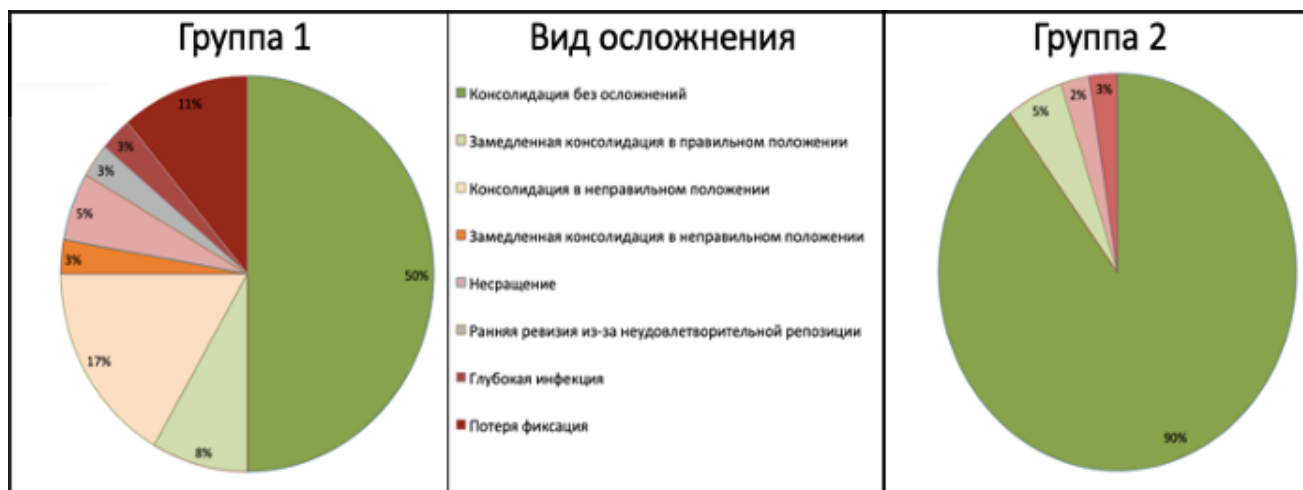 Группа 1
11%
3%
3%
5%
3%
17%
8%
50%
Вид осложнения
Консолидация без осложнений
Замедленная консолидация в правильном положении
Консолидация в неправильном положении
Замедленная консолидация в неправильном положении
Несращение
Ранняя ревизия из-за неудовлетворительной репозиции
Глубокая инфекция
Потеря фиксация
Группа 2
5%
2%
3%
90%